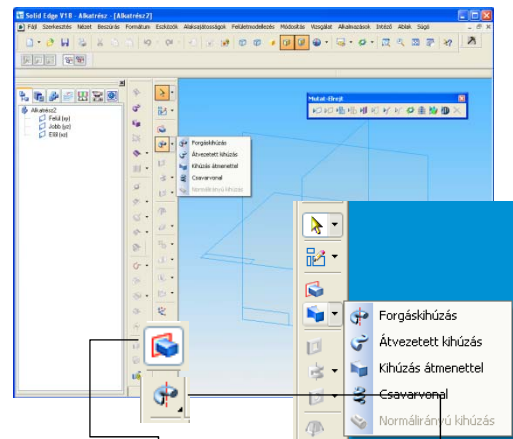 Solid Edge V18 - Alkatrész - [Alkatrész2]
Fájl Szerkesztés Nézet Beszúrás Formátum Eszközök Alaksajátosságok Felületmodellezés Módosítás Vizsgálat Alkalmazások Intéző Ablak Súgó
Mutat-Elrejt
Alkatrész2
Felül (xy)
Jobb (yz)
Elöl (xz)
Forgáskihúzás
Átvezetett kihúzás
Kihúzás átmenettel
Csavarvonal
Normálirányú kihúzás
Forgáskihúzás
Átvezetett kihúzás
Kihúzás átmenettel
Csavarvonal
Normálirányú kihúzás